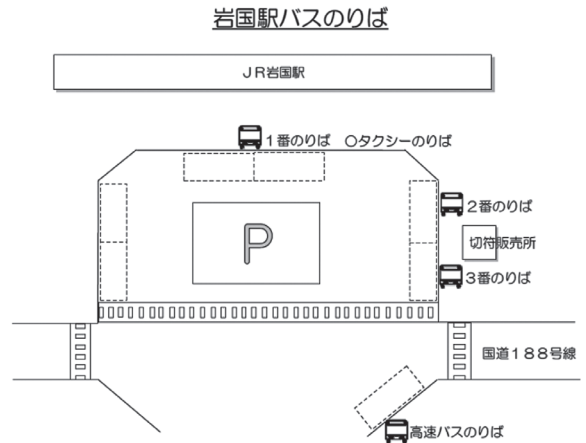 岩国駅バスのりば
ＪＲ岩国駅
１番のりば　○タクシーのりば
２番のりば
切符販売所
P
３番のりば
国道１８８号線
高速バスのりば